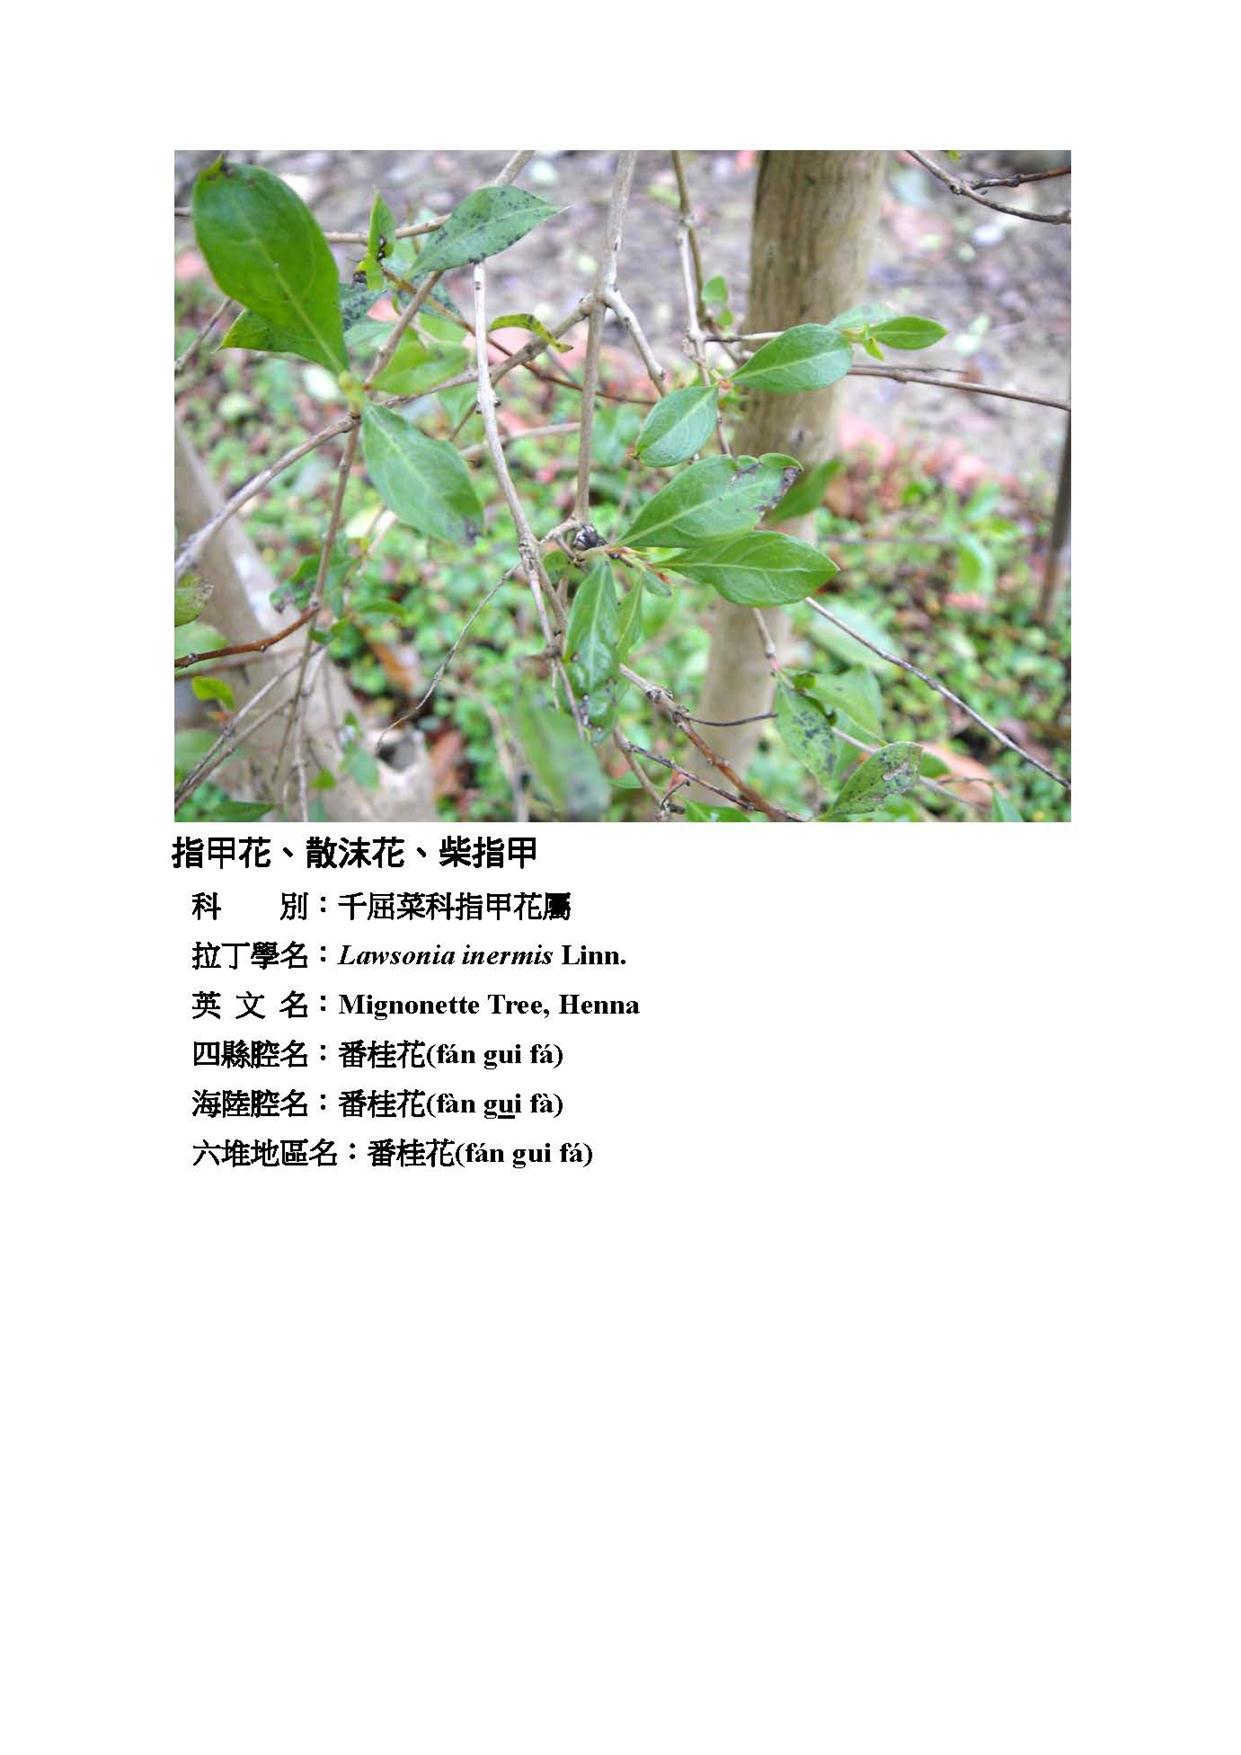 指甲花、散沫花、柴指甲
科　　別：千屈菜科指甲花屬
拉丁學名：Lawsonia inermis Linn.
英 文 名：Mignonette Tree, Henna
四縣腔名：番桂花(fán gui fá)
海陸腔名：番桂花(fàn gui fà)
六堆地區名：番桂花(fán gui fá)